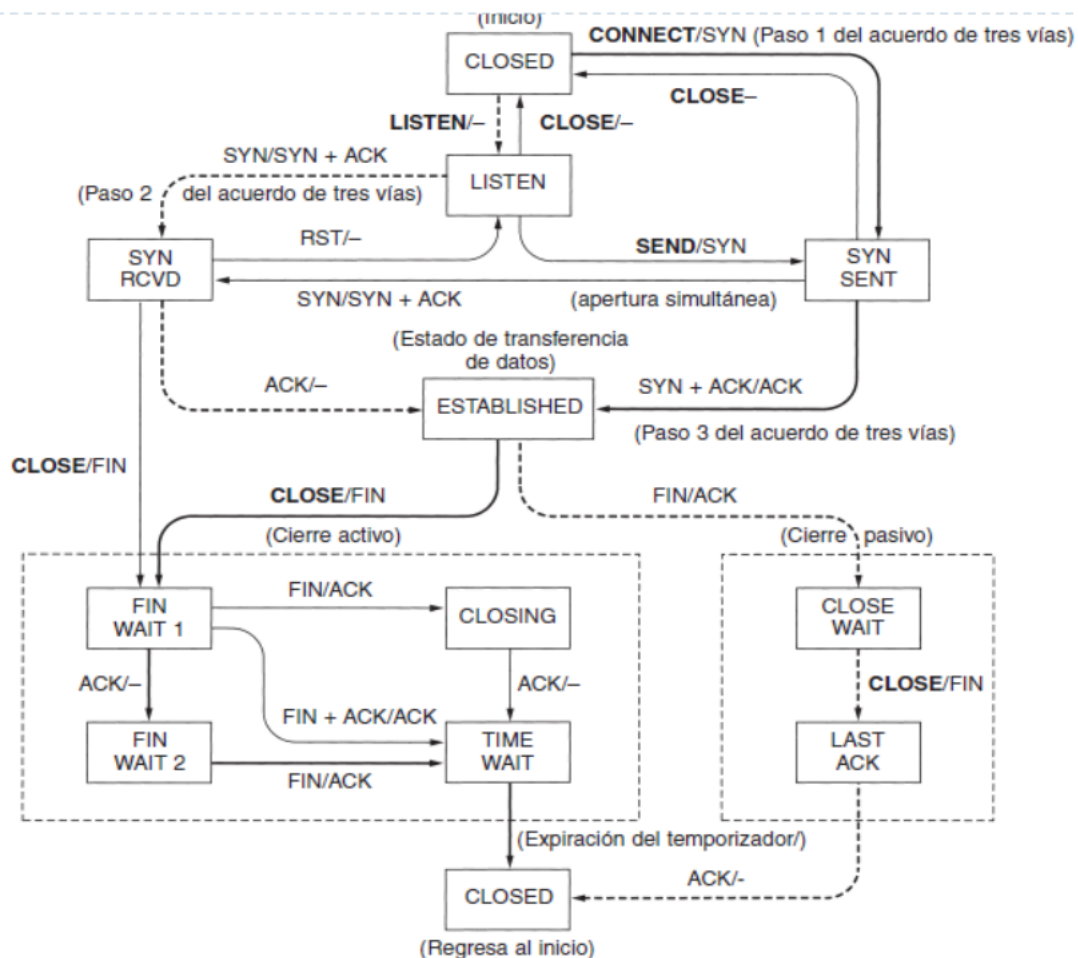 (Inicio)
CLOSED
CONNECT/SYN (Paso 1 del acuerdo de tres vías)
CLOSE–
LISTEN/–
CLOSE/–
SYN/SYN + ACK
(Paso 2 del acuerdo de tres vías)
LISTEN
RST/–
SEND/SYN
SYN
RCVD
SYN
SENT
SYN/SYN + ACK
(apertura simultánea)
(Estado de transferencia
de datos)
ACK/–
ESTABLISHED
SYN + ACK/ACK
(Paso 3 del acuerdo de tres vías)
CLOSE/FIN
CLOSE/FIN
FIN/ACK
(Cierre activo)
(Cierre pasivo)
FIN
WAIT 1
FIN/ACK
CLOSING
CLOSE
WAIT
ACK/–
ACK/–
CLOSE/FIN
FIN + ACK/ACK
FIN
WAIT 2
FIN/ACK
TIME
WAIT
LAST
ACK
(Expiración del temporizador/)
CLOSED
ACK/-
(Regresa al inicio)